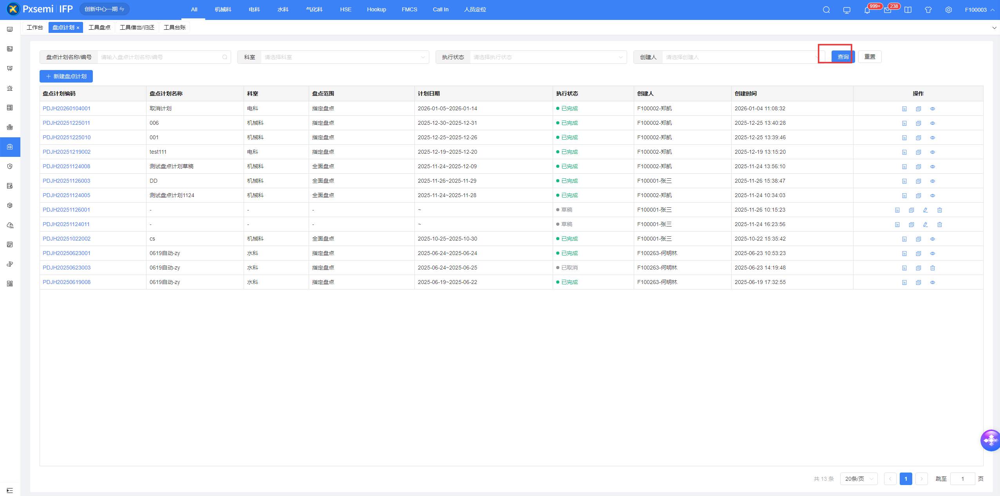 Pxsemi IFP 创新中心一期 All 机械科 电科 水科 气化科 HSE Hookup FMCS Call In 人员定位 999+ 238 F100003
工作台 盘点计划 × 工具盘点 工具借出/归还 工具台账
盘点计划名称/编号 请输入盘点计划名称/编号 科室 请选择科室 执行状态 请选择执行状态 创建人 请选择创建人 查询 重置
+ 新建盘点计划
盘点计划编码 盘点计划名称 科室 盘点范围 计划日期 执行状态 创建人 创建时间 操作
PDJH20260104001 取消计划 电科 指定盘点 2026-01-05~2026-01-14 已完成 F100002-郑凯 2026-01-04 11:08:32
PDJH20251225011 006 机械科 指定盘点 2025-12-30~2025-12-31 已完成 F100002-郑凯 2025-12-25 13:40:28
PDJH20251225010 001 机械科 指定盘点 2025-12-25~2025-12-26 已完成 F100002-郑凯 2025-12-25 13:39:46
PDJH20251219002 test111 电科 指定盘点 2025-12-19~2025-12-20 已完成 F100002-郑凯 2025-12-19 13:15:20
PDJH20251124008 测试盘点计划草稿 机械科 全面盘点 2025-11-24~2025-12-09 已完成 F100002-郑凯 2025-11-24 13:56:10
PDJH20251126003 DD 机械科 全面盘点 2025-11-26~2025-11-29 已完成 F100001-张三 2025-11-26 15:38:47
PDJH20251124005 测试盘点计划1124 机械科 全面盘点 2025-11-24~2025-11-28 已完成 F100002-郑凯 2025-11-24 10:34:03
PDJH20251126001 - - - ~ 草稿 F100001-张三 2025-11-26 10:15:23
PDJH20251124011 - - - ~ 草稿 F100001-张三 2025-11-24 16:23:56
PDJH20251022002 cs 机械科 全面盘点 2025-10-25~2025-10-30 已完成 F100001-张三 2025-10-22 15:35:42
PDJH20250623001 0619自动-zy 水科 指定盘点 2025-06-24~2025-06-24 已完成 F100263-何明林 2025-06-23 10:53:23
PDJH20250623003 0619自动-zy 水科 指定盘点 2025-06-24~2025-06-25 已取消 F100263-何明林 2025-06-23 14:19:48
PDJH20250619008 0619自动-zy 水科 指定盘点 2025-06-19~2025-06-22 已完成 F100263-何明林 2025-06-19 17:32:55
共 13 条 20条/页 1 跳至 1 页